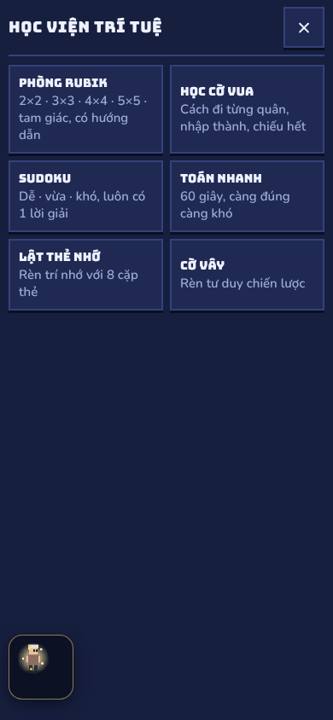 HỌC VIỆN TRÍ TUỆ
×
PHÒNG RUBIK
2×2 · 3×3 · 4×4 · 5×5 ·
tam giác, có hướng
dẫn
HỌC CỜ VUA
Cách đi từng quân,
nhập thành, chiếu hết
SUDOKU
Dễ · vừa · khó, luôn có
1 lời giải
TOÁN NHANH
60 giây, càng đúng
càng khó
LẬT THẺ NHỚ
Rèn trí nhớ với 8 cặp
thẻ
CỜ VÂY
Rèn tư duy chiến lược